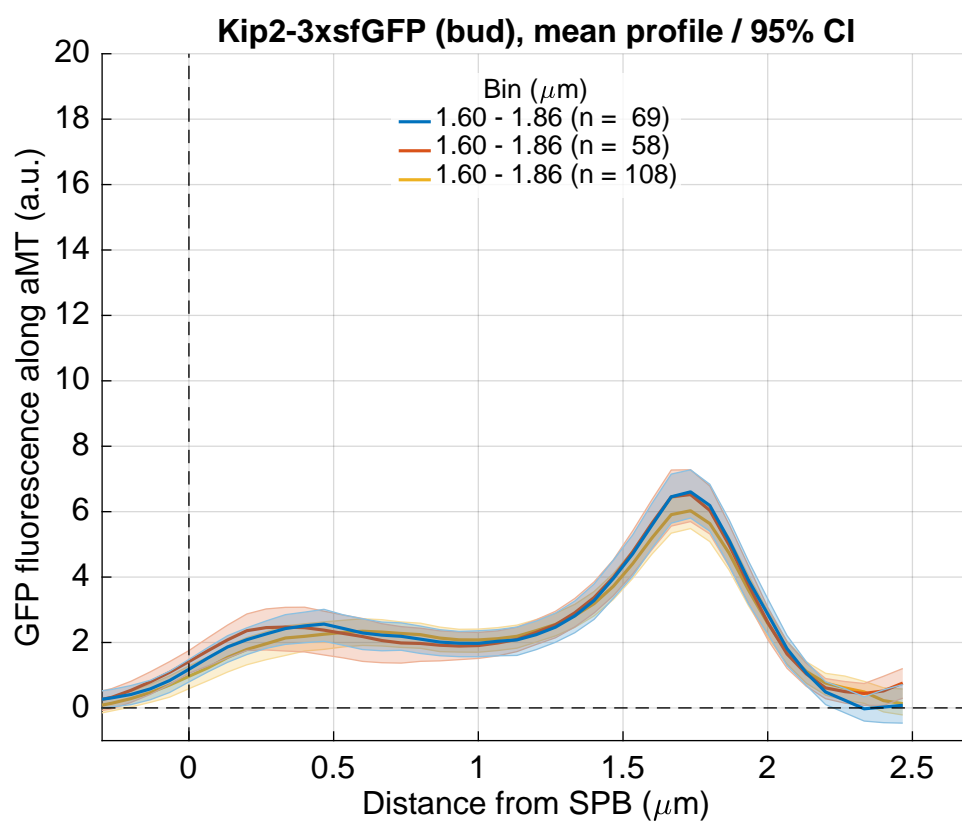 Kip2-3xsfGFP (bud), mean profile / 95% CI
20
18
16
14
12
10
8
6
4
2
0
GFP fluorescence along aMT (a.u.)
Bin (μm)
1.60 - 1.86 (n = 69)
1.60 - 1.86 (n = 58)
1.60 - 1.86 (n = 108)
0 0.5 1 1.5 2 2.5
Distance from SPB (μm)